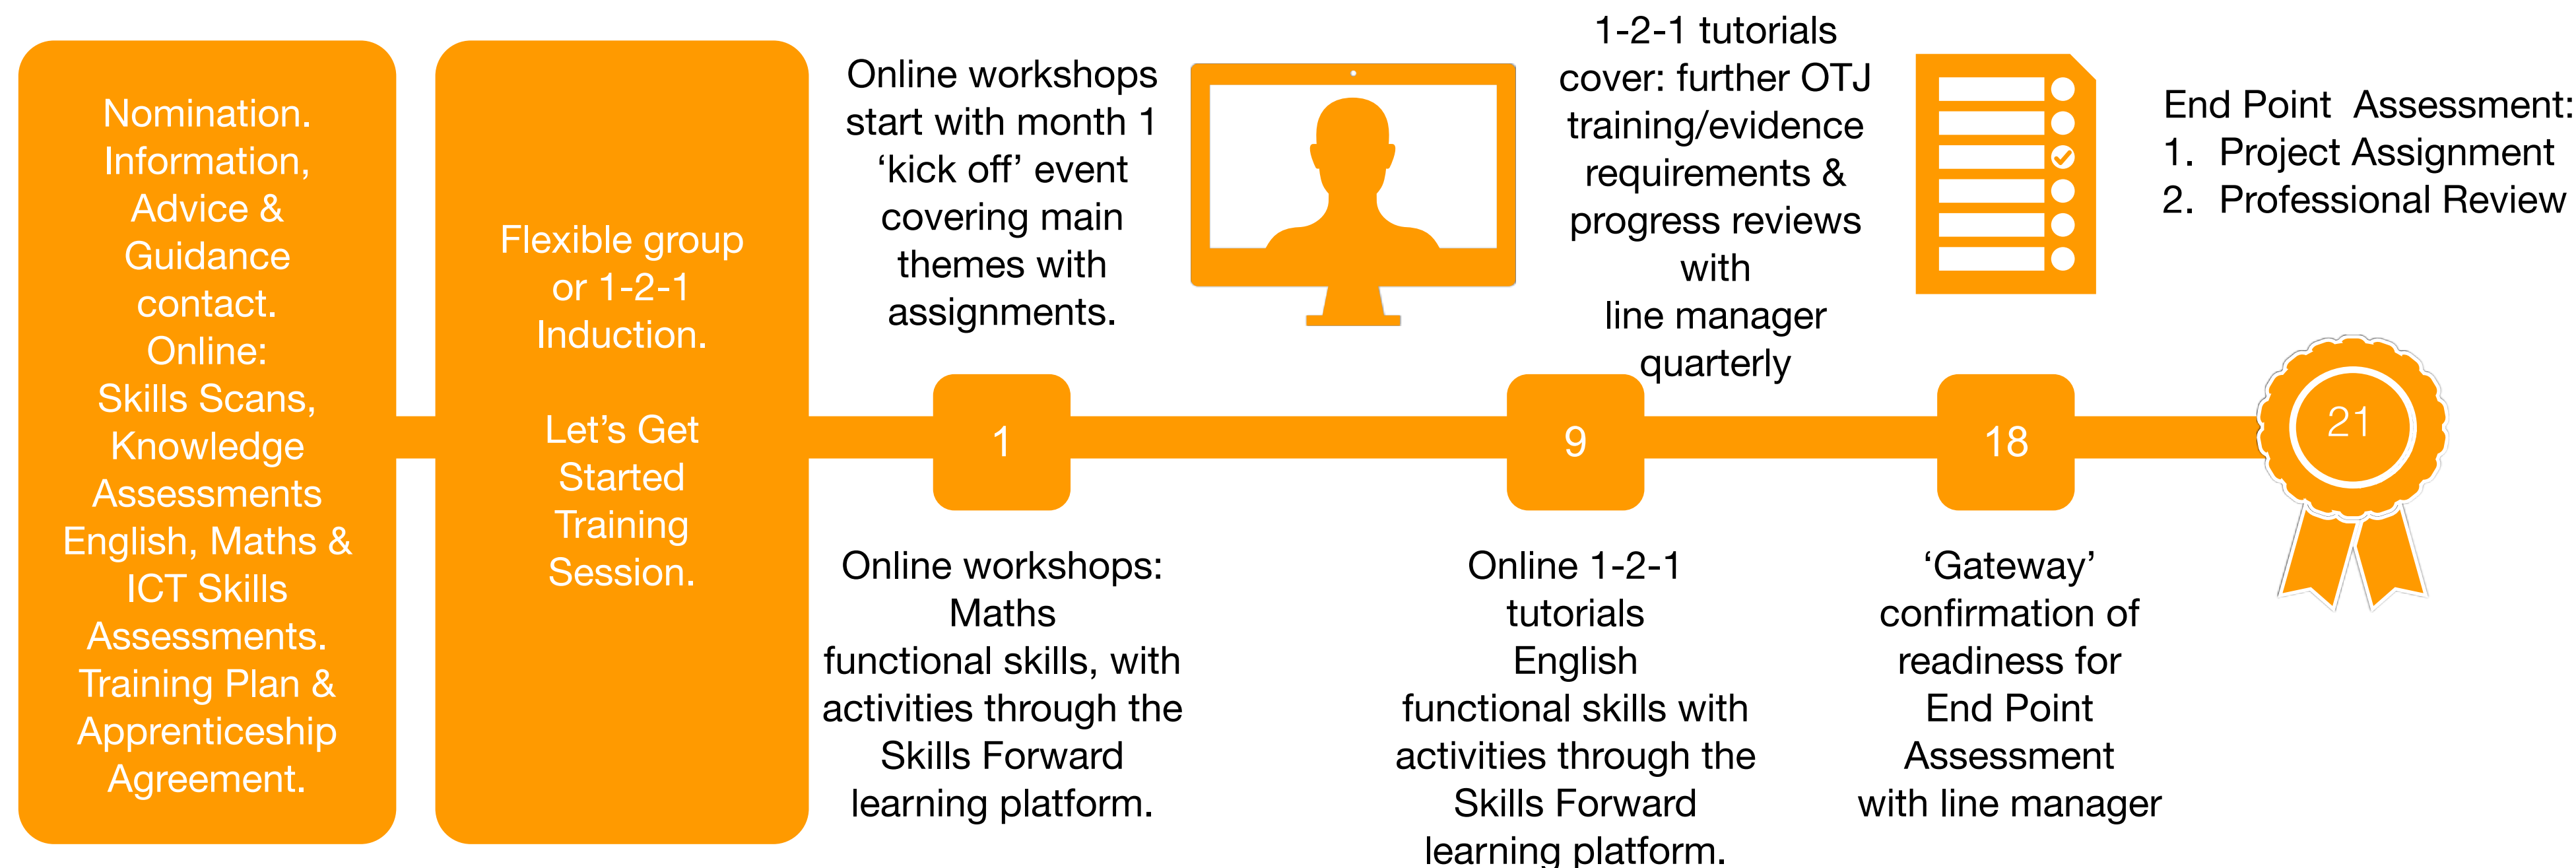 Nomination.
Information,
Advice &
Guidance
contact.
Online:
Skills Scans,
Knowledge
Assessments
English, Maths &
ICT Skills
Assessments.
Training Plan &
Apprenticeship
Agreement.
Flexible group
or 1-2-1
Induction.
Let's Get
Started
Training
Session.
Online workshops
start with month 1
‘kick off’ event
covering main
themes with
assignments.
1
Online workshops:
Maths
functional skills, with
activities through the
Skills Forward
learning platform.
1-2-1 tutorials
cover: further OTJ
training/evidence
requirements &
progress reviews
with
line manager
quarterly
9
Online 1-2-1
tutorials
English
functional skills with
activities through the
Skills Forward
learning platform.
18
‘Gateway’
confirmation of
readiness for
End Point
Assessment
with line manager
End Point Assessment:
1. Project Assignment
2. Professional Review
21